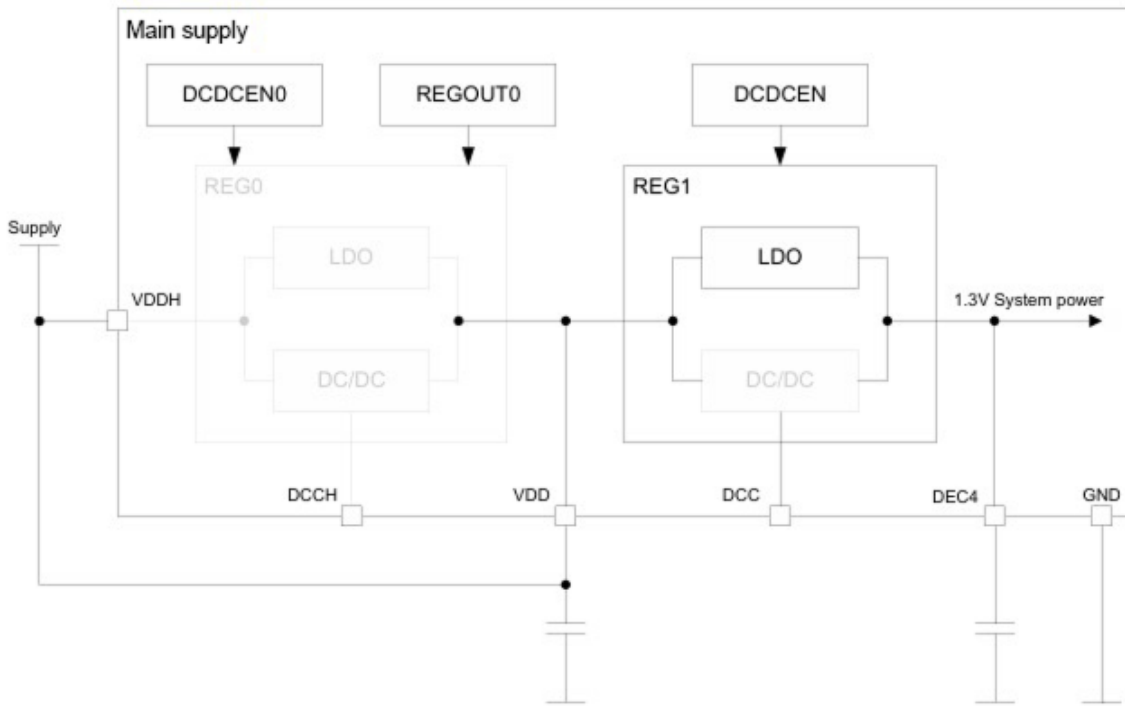 Main supply
DCDCEN0
REGOUT0
DCDCEN
REG0
REG1
Supply
LDO
LDO
VDDH
1.3V System power
DC/DC
DC/DC
DCCH
VDD
DCC
DEC4
GND